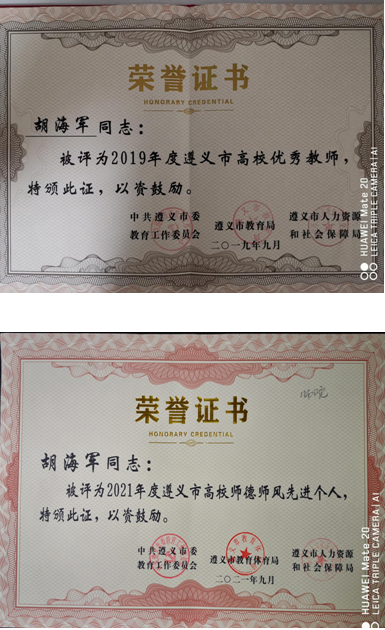 荣誉证书
HONORARY CREDENTIAL
胡海军同志：
被评为2019年度遵义市高校优秀教师，
特颁此证，以资鼓励。
中共遵义市委
教育工作委员会
遵义市教育局
遵义市人力资源
和社会保障局
二〇一九年九月
HUAWEI Mate 20
LEICA TRIPLE CAMERA | AI
荣誉证书
HONORARY CREDENTIAL
胡海军同志：
被评为2021年度遵义市高校师德师风先进个人，
特颁此证，以资鼓励。
中共遵义市委
教育工作委员会
遵义市教育体育局
遵义市人力资源
和社会保障局
二〇二一年九月
HUAWEI Mate 20
LEICA TRIPLE CAMERA | AI